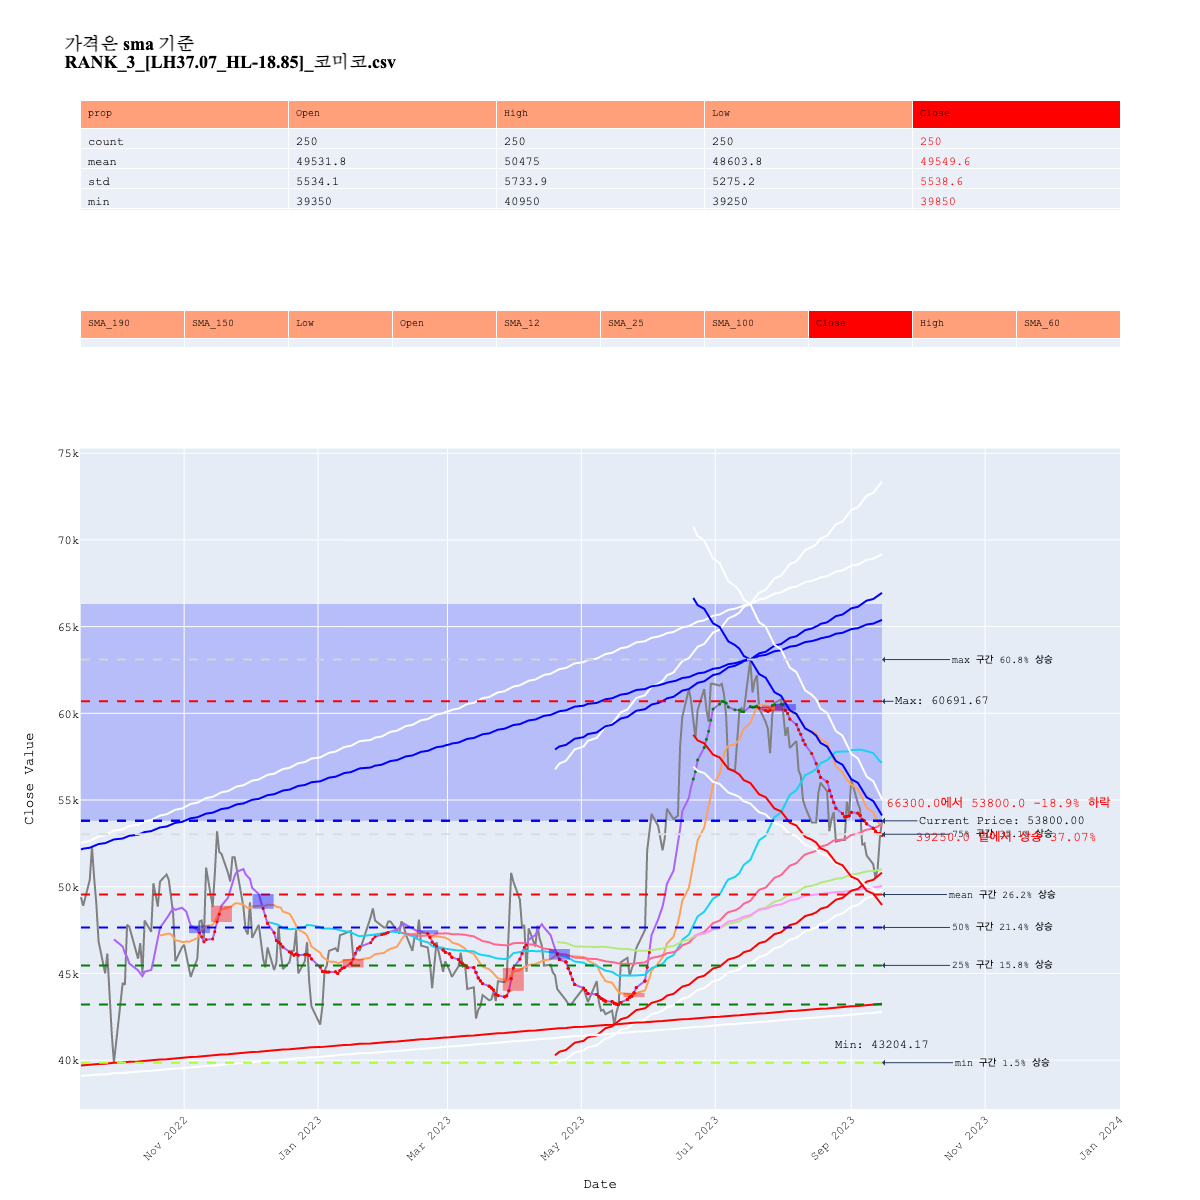 가격은 sma 기준
RANK_3_[LH37.07_HL-18.85]_코미코.csv
prop Open High Low Close
count 250 250 250 250
mean 49531.8 50475 48603.8 49549.6
std 5534.1 5733.9 5275.2 5538.6
min 39350 40950 39250 39850
SMA_190 SMA_150 Low Open SMA_12 SMA_25 SMA_100 Close High SMA_60
75k
70k
65k
max 구간 60.8% 상승
Max: 60691.67
60k
55k
66300.0에서 53800.0 -18.9% 하락
Current Price: 53800.00
39250.0 밑에서 상승 37.07%
50k
mean 구간 26.2% 상승
50% 구간 21.4% 상승
25% 구간 15.8% 상승
45k
Min: 43204.17
40k
min 구간 1.5% 상승
Close Value
Nov 2022 Jan 2023 Mar 2023 May 2023 Jul 2023 Sep 2023 Nov 2023 Jan 2024
Date